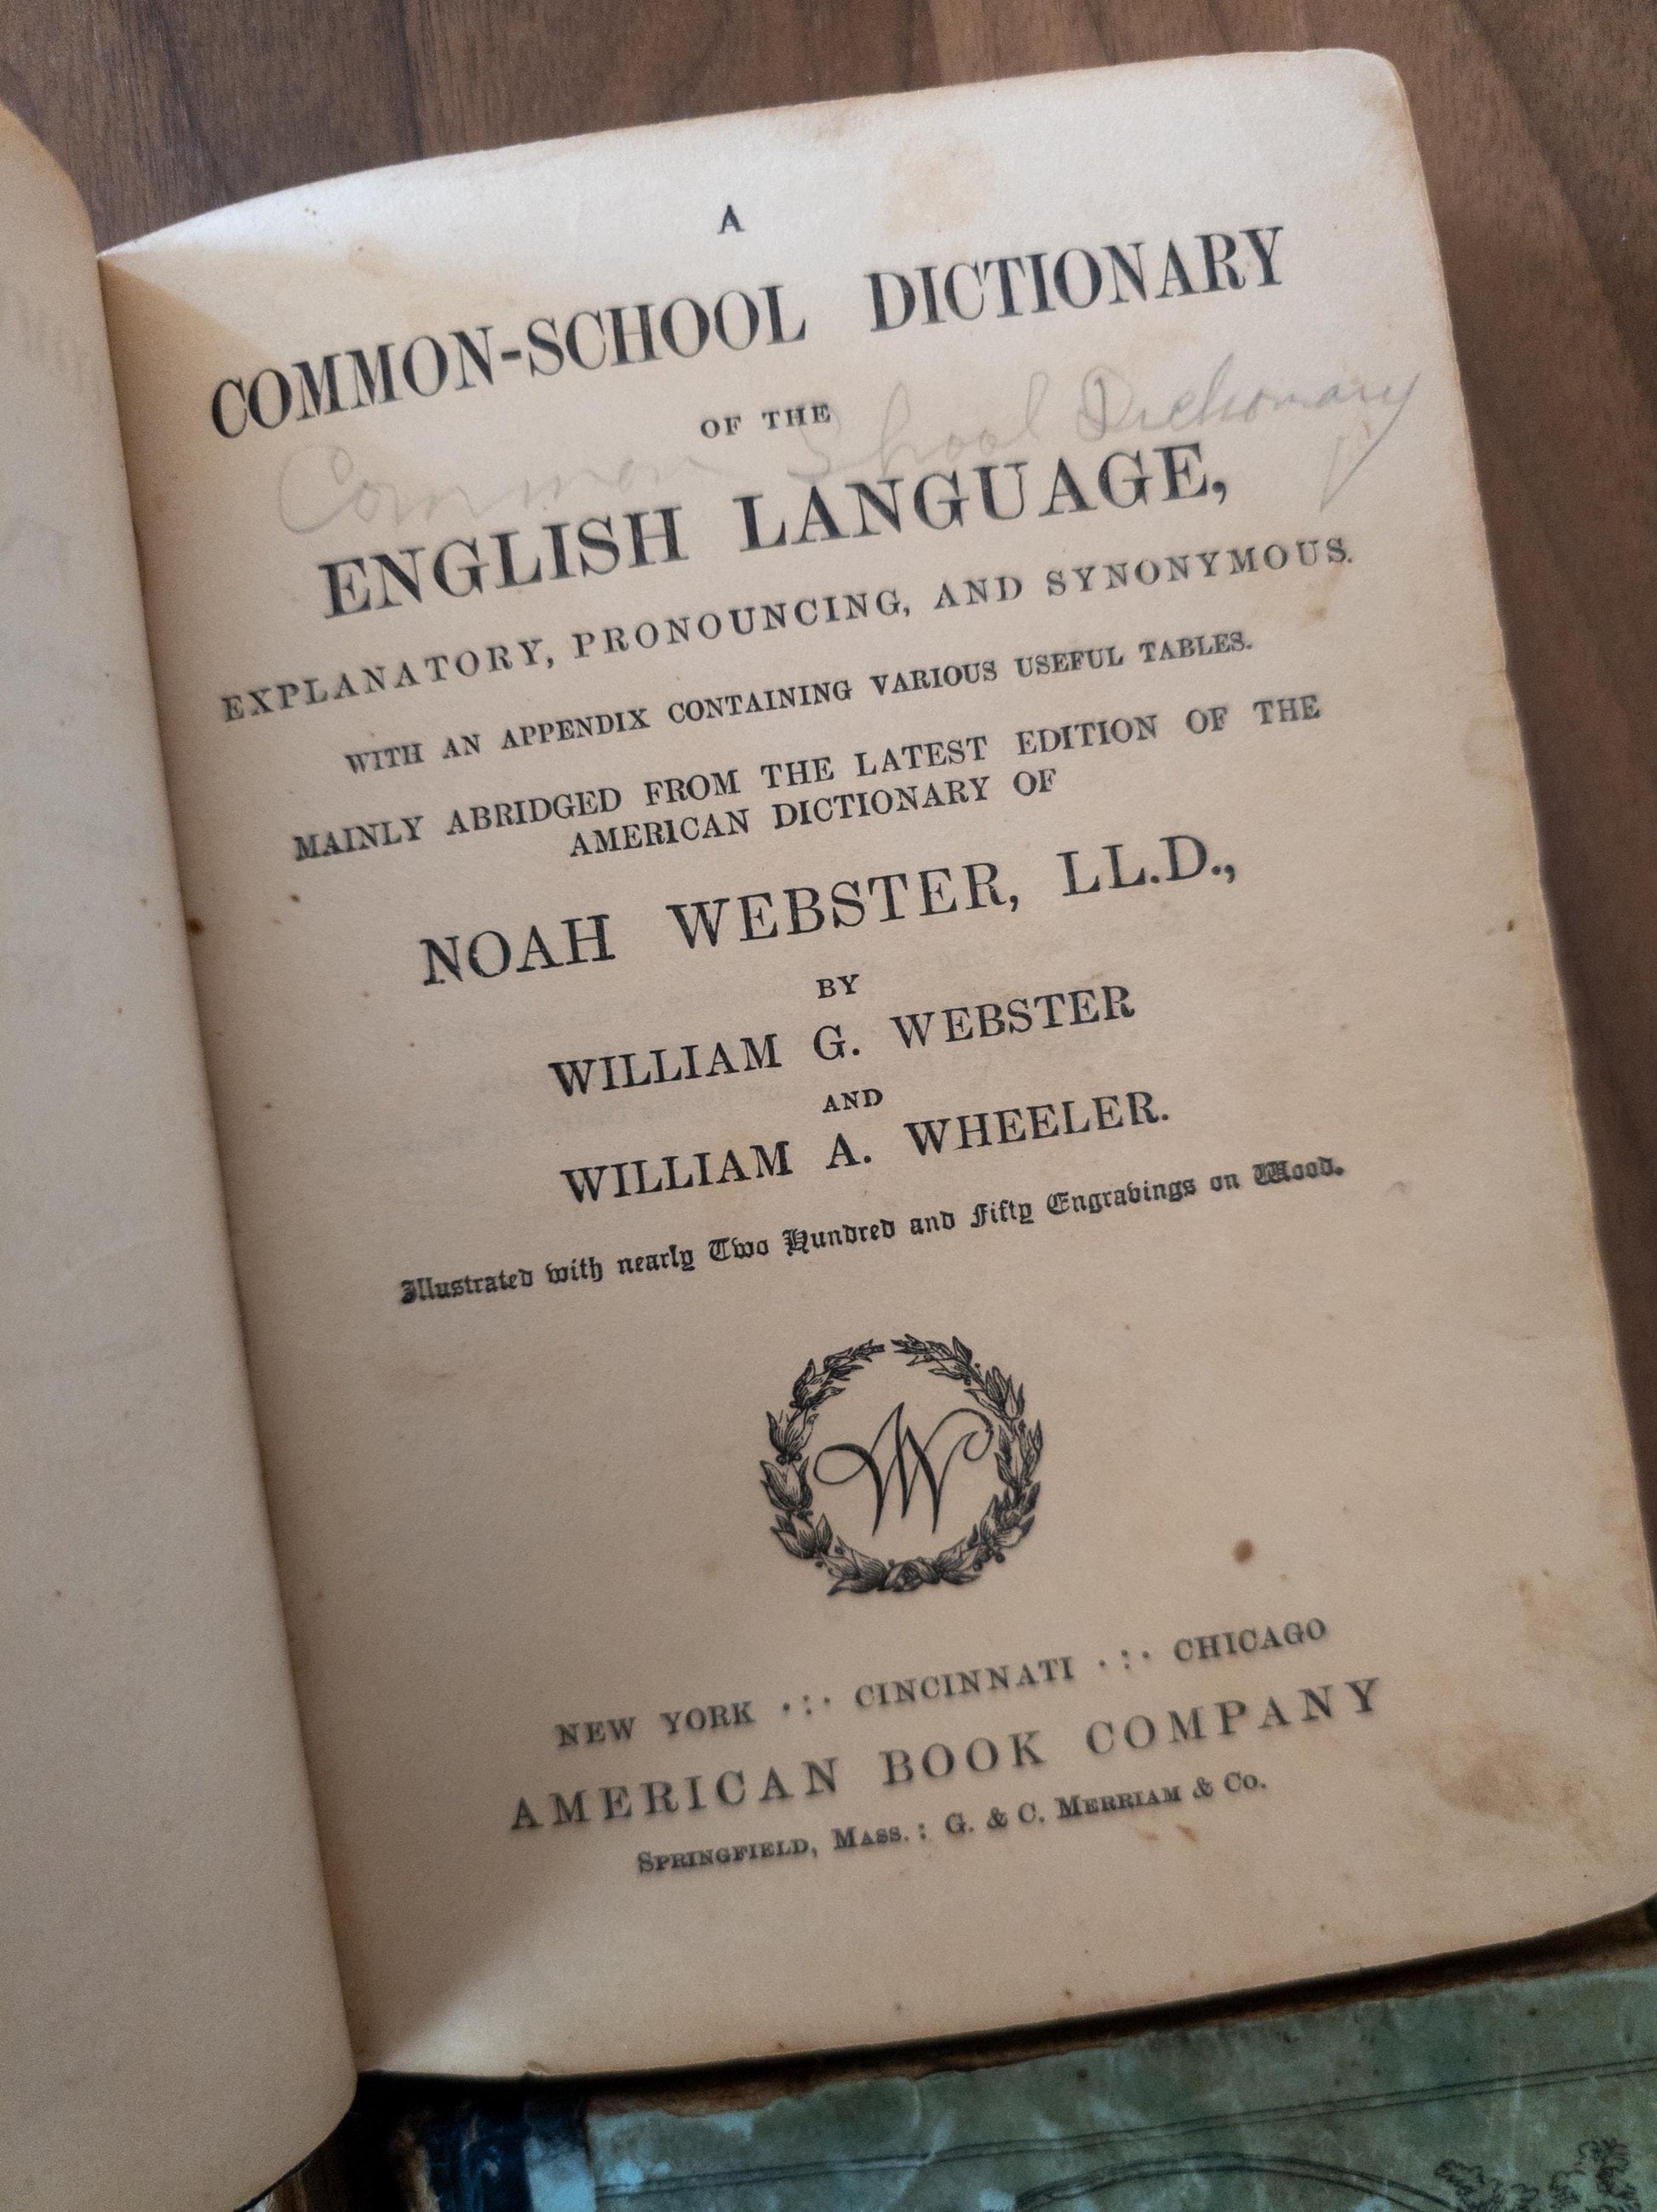 A
COMMON-SCHOOL DICTIONARY
OF THE
Common School Dictionary
ENGLISH LANGUAGE,
EXPLANATORY, PRONOUNCING, AND SYNONYMOUS.
WITH AN APPENDIX CONTAINING VARIOUS USEFUL TABLES.
MAINLY ABRIDGED FROM THE LATEST EDITION OF THE
AMERICAN DICTIONARY OF
NOAH WEBSTER, LL.D.,
BY
WILLIAM G. WEBSTER
AND
WILLIAM A. WHEELER.
Illustrated with nearly Two Hundred and Fifty Engravings on Wood.
W
NEW YORK ·:· CINCINNATI ·:· CHICAGO
AMERICAN BOOK COMPANY
SPRINGFIELD, MASS.: G. & C. MERRIAM & CO.